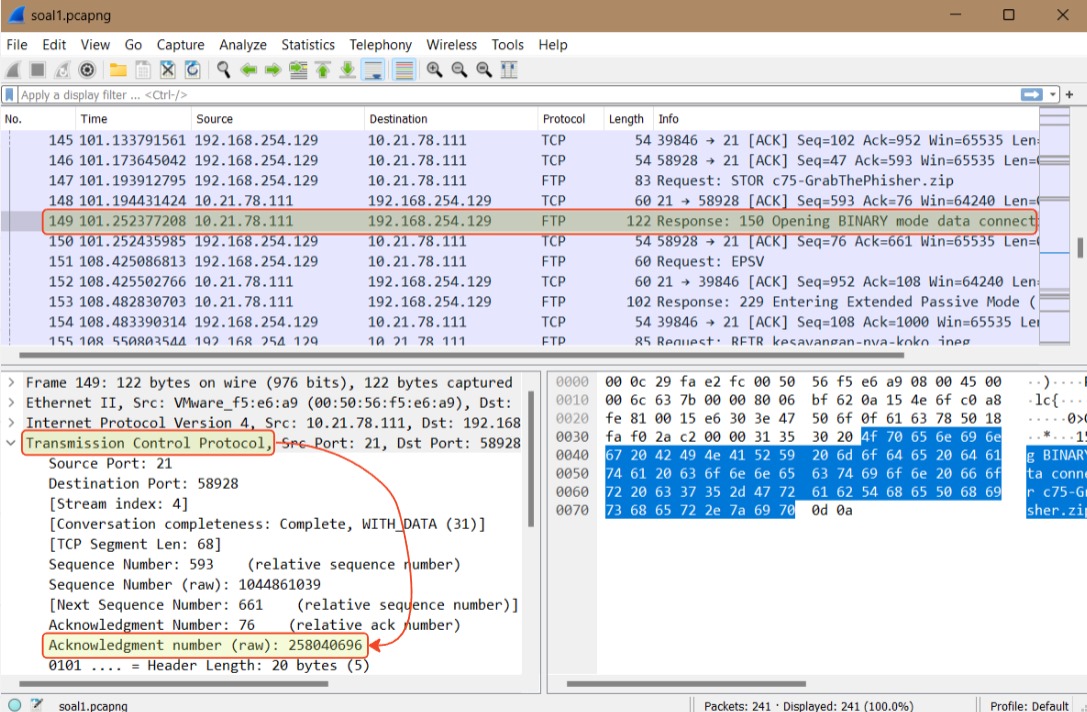 soal1.pcapng
File Edit View Go Capture Analyze Statistics Telephony Wireless Tools Help
Apply a display filter ... <Ctrl-/>
No. Time Source Destination Protocol Length Info
145 101.133791561 192.168.254.129 10.21.78.111 TCP 54 39846 → 21 [ACK] Seq=102 Ack=952 Win=65535 Len=
146 101.173645042 192.168.254.129 10.21.78.111 TCP 54 58928 → 21 [ACK] Seq=47 Ack=593 Win=65535 Len=
147 101.193912795 192.168.254.129 10.21.78.111 FTP 83 Request: STOR c75-GrabThePhisher.zip
148 101.194431424 10.21.78.111 192.168.254.129 TCP 60 21 → 58928 [ACK] Seq=593 Ack=76 Win=64240 Len=
149 101.252377208 10.21.78.111 192.168.254.129 FTP 122 Response: 150 Opening BINARY mode data connect
150 101.252435985 192.168.254.129 10.21.78.111 TCP 54 58928 → 21 [ACK] Seq=76 Ack=661 Win=65535 Len=
151 108.425086813 192.168.254.129 10.21.78.111 FTP 60 Request: EPSV
152 108.425502766 10.21.78.111 192.168.254.129 TCP 60 21 → 39846 [ACK] Seq=952 Ack=108 Win=64240 Len=
153 108.482830703 10.21.78.111 192.168.254.129 FTP 102 Response: 229 Entering Extended Passive Mode (
154 108.483390314 192.168.254.129 10.21.78.111 TCP 54 39846 → 21 [ACK] Seq=108 Ack=1000 Win=65535 Le
155 108.550803544 192.168.254.129 10.21.78.111 FTP 85 Request: RETR kesayangan-nya-koko.jpeg
Frame 149: 122 bytes on wire (976 bits), 122 bytes captured
Ethernet II, Src: VMware_f5:e6:a9 (00:50:56:f5:e6:a9), Dst:
Internet Protocol Version 4, Src: 10.21.78.111, Dst: 192.168
Transmission Control Protocol, Src Port: 21, Dst Port: 58928
Source Port: 21
Destination Port: 58928
[Stream index: 4]
[Conversation completeness: Complete, WITH_DATA (31)]
[TCP Segment Len: 68]
Sequence Number: 593 (relative sequence number)
Sequence Number (raw): 1044861039
[Next Sequence Number: 661 (relative sequence number)]
Acknowledgment Number: 76 (relative ack number)
Acknowledgment number (raw): 258040696
0101 .... = Header Length: 20 bytes (5)
0000 00 0c 29 fa e2 fc 00 50 56 f5 e6 a9 08 00 45 00 ··)····P
0010 00 6c 63 7b 00 00 80 06 bf 62 0a 15 4e 6f c0 a8 ·lc{····
0020 fe 81 00 15 e6 30 3e 47 50 6f 0f 61 63 78 50 18 ·····0>G
0030 fa f0 2a c2 00 00 31 35 30 20 4f 70 65 6e 69 6e ··*···15
0040 67 20 42 49 4e 41 52 59 20 6d 6f 64 65 20 64 61 g BINARY
0050 74 61 20 63 6f 6e 6e 65 63 74 69 6f 6e 20 66 6f ta conne
0060 72 20 63 37 35 2d 47 72 61 62 54 68 65 50 68 69 r c75-Gr
0070 73 68 65 72 2e 7a 69 70 0d 0a sher.zip
soal1.pcapng Packets: 241 · Displayed: 241 (100.0%) Profile: Default